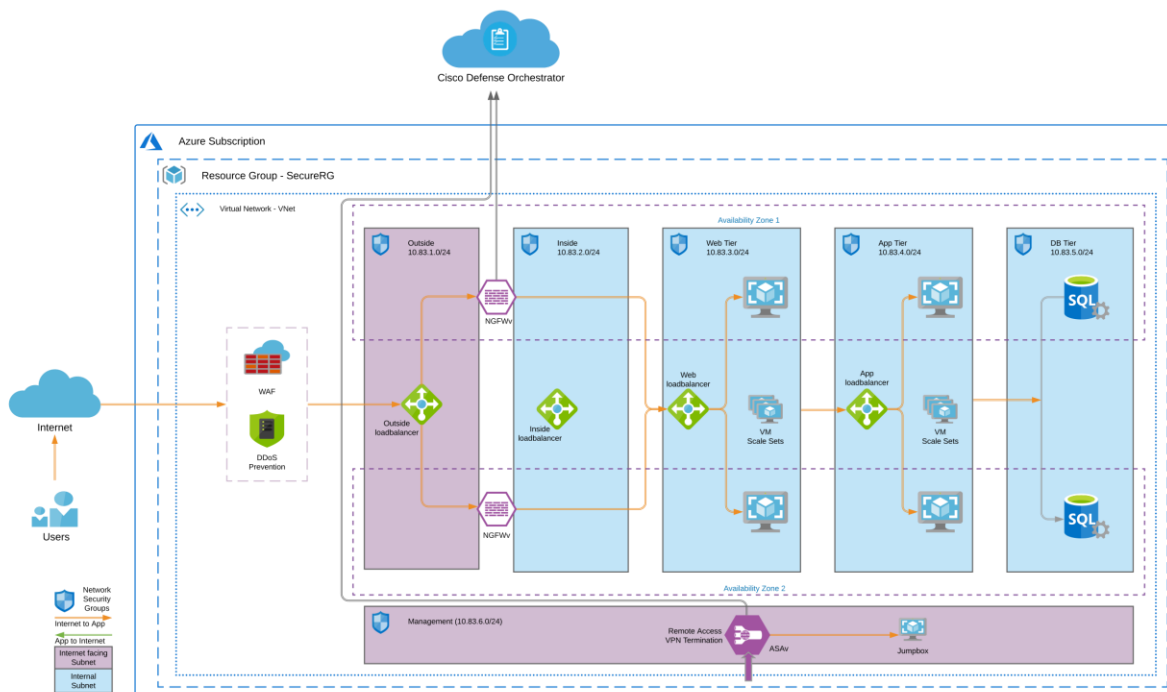 Cisco Defense Orchestrator
Azure Subscription
Resource Group - SecureRG
Virtual Network - VNet
Availability Zone 1
Outside
10.83.1.0/24
Inside
10.83.2.0/24
Web Tier
10.83.3.0/24
App Tier
10.83.4.0/24
DB Tier
10.83.5.0/24
NGFWv
SQL
WAF
DDoS
Prevention
Internet
Users
Outside
loadbalancer
Inside
loadbalancer
Web
loadbalancer
VM
Scale Sets
App
loadbalancer
VM
Scale Sets
NGFWv
SQL
Availability Zone 2
Management (10.83.6.0/24)
Remote Access
VPN Termination
ASAv
Jumpbox
Network
Security
Groups
Internet to App
App to Internet
Internet facing
Subnet
Internal
Subnet